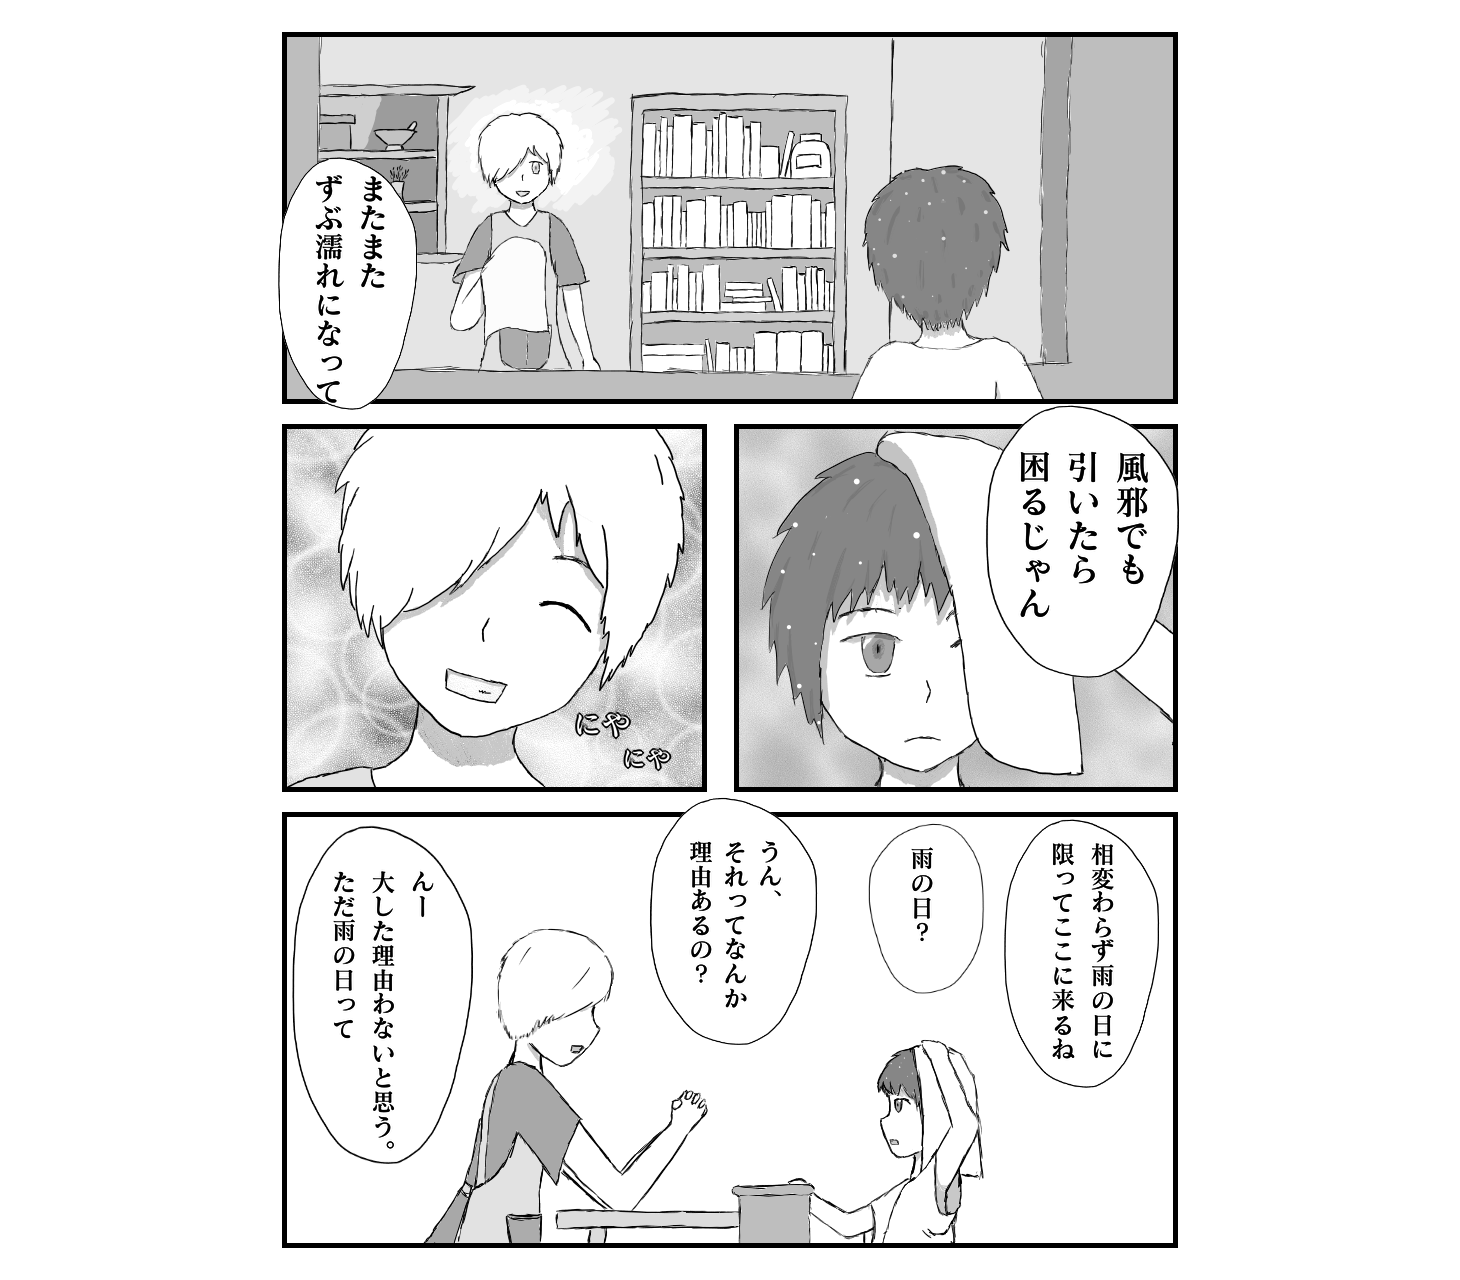 またまた
ずぶ濡れになって
風邪でも
引いたら
困るじゃん
にや
にや
相変わらず雨の日に
限ってここに来るね
雨の日？
うん、
それってなんか
理由あるの？
んー
大した理由わないと思う。
ただ雨の日って